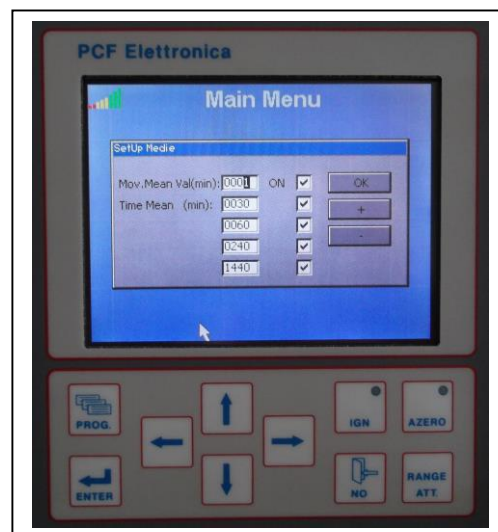 PCF Elettronica
Main Menu
SetUp Medie
Mov.Mean Val(min): 0001 ON OK
Time Mean (min): 0030 +
0060 -
0240
1440
PROG.
IGN
AZERO
ENTER
NO
RANGE
ATT.